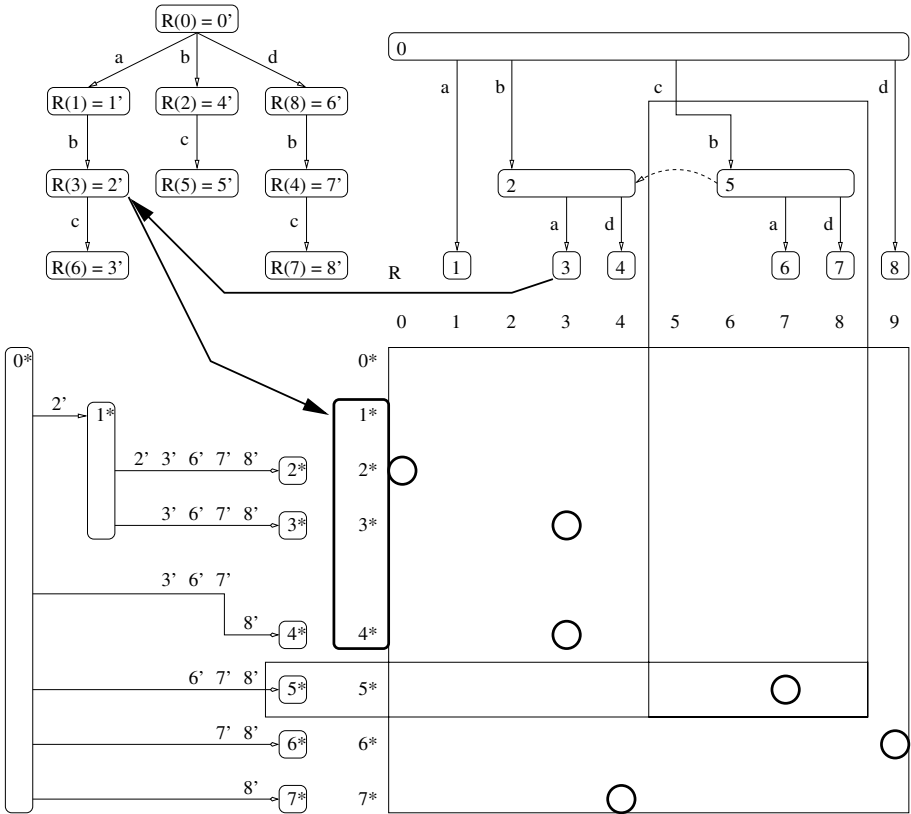 R(0) = 0'
0
a b d
a b c d
R(1) = 1' R(2) = 4' R(8) = 6'
b c b
b
R(3) = 2' R(5) = 5' R(4) = 7'
2 5
c c
a d a d
R(6) = 3' R(7) = 8'
R
1 3 4 6 7 8
0 1 2 3 4 5 6 7 8 9
0* 0*
2' 1* 1*
2' 3' 6' 7' 8' 2* 2*
3' 6' 7' 8' 3* 3*
3' 6' 7'
8' 4* 4*
6' 7' 8' 5* 5*
7' 8' 6* 6*
8' 7* 7*